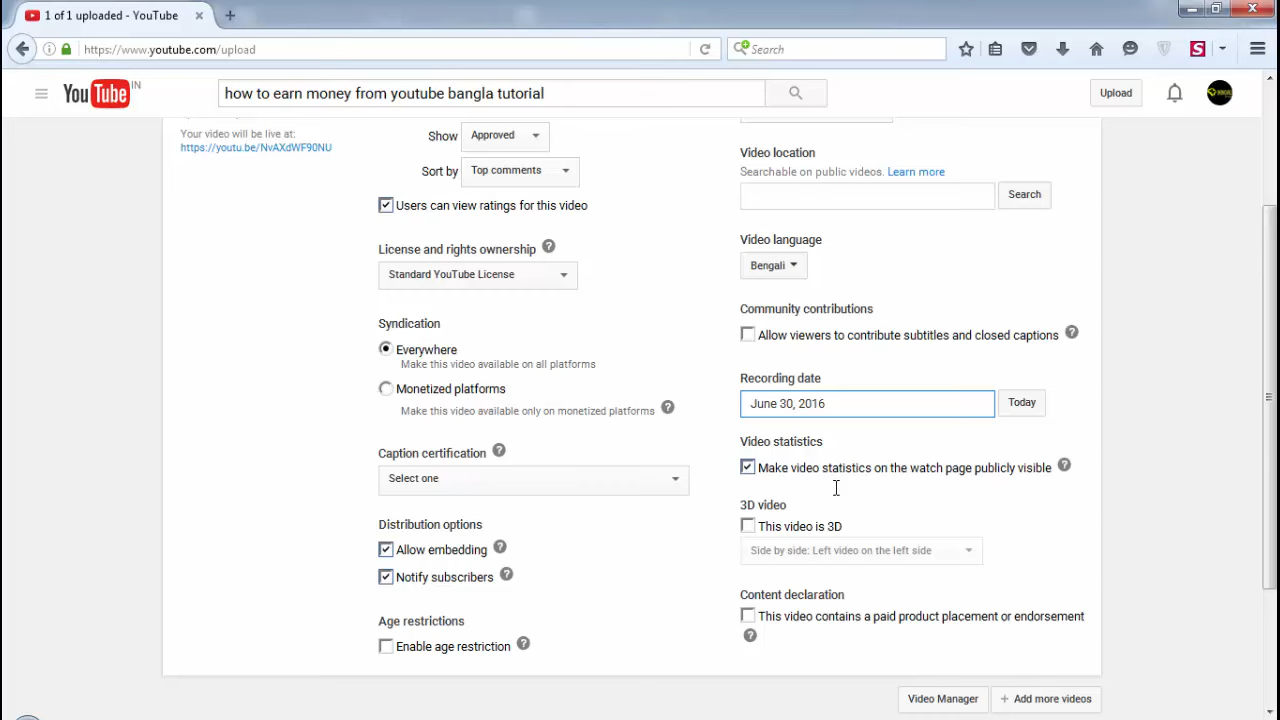 1 of 1 uploaded - YouTube
https://www.youtube.com/upload
Search
S
YouTube IN
how to earn money from youtube bangla tutorial
Upload
Your video will be live at:
https://youtu.be/NvAXdWF90NU
Show Approved
Sort by Top comments
Users can view ratings for this video
License and rights ownership ?
Standard YouTube License
Syndication
Everywhere
Make this video available on all platforms
Monetized platforms
Make this video available only on monetized platforms ?
Caption certification ?
Select one
Distribution options
Allow embedding ?
Notify subscribers ?
Age restrictions
Enable age restriction ?
Video location
Searchable on public videos. Learn more
Search
Video language
Bengali
Community contributions
Allow viewers to contribute subtitles and closed captions ?
Recording date
June 30, 2016 Today
Video statistics
Make video statistics on the watch page publicly visible ?
3D video
This video is 3D
Side by side: Left video on the left side
Content declaration
This video contains a paid product placement or endorsement
?
Video Manager + Add more videos